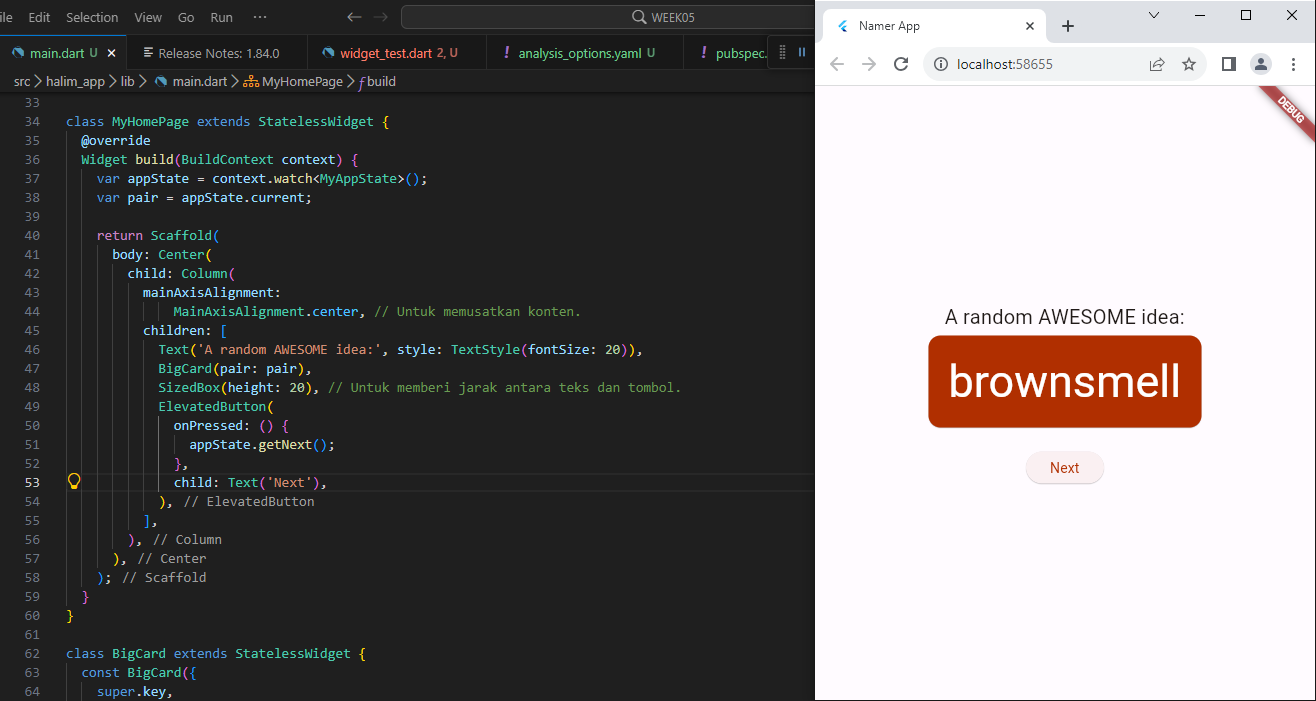 ile Edit Selection View Go Run ··· WEEK05
main.dart U Release Notes: 1.84.0 widget_test.dart 2, U ! analysis_options.yaml U ! pubspec.
src > halim_app > lib > main.dart > MyHomePage > build
33
34 class MyHomePage extends StatelessWidget {
35 @override
36 Widget build(BuildContext context) {
37 var appState = context.watch<MyAppState>();
38 var pair = appState.current;
39
40 return Scaffold(
41 body: Center(
42 child: Column(
43 mainAxisAlignment:
44 MainAxisAlignment.center, // Untuk memusatkan konten.
45 children: [
46 Text('A random AWESOME idea:', style: TextStyle(fontSize: 20)),
47 BigCard(pair: pair),
48 SizedBox(height: 20), // Untuk memberi jarak antara teks dan tombol.
49 ElevatedButton(
50 onPressed: () {
51 appState.getNext();
52 },
53 child: Text('Next'),
54 ), // ElevatedButton
55 ],
56 ), // Column
57 ), // Center
58 ); // Scaffold
59 }
60 }
61
62 class BigCard extends StatelessWidget {
63 const BigCard({
64 super.key,
Namer App
localhost:58655
DEBUG
A random AWESOME idea:
brownsmell
Next